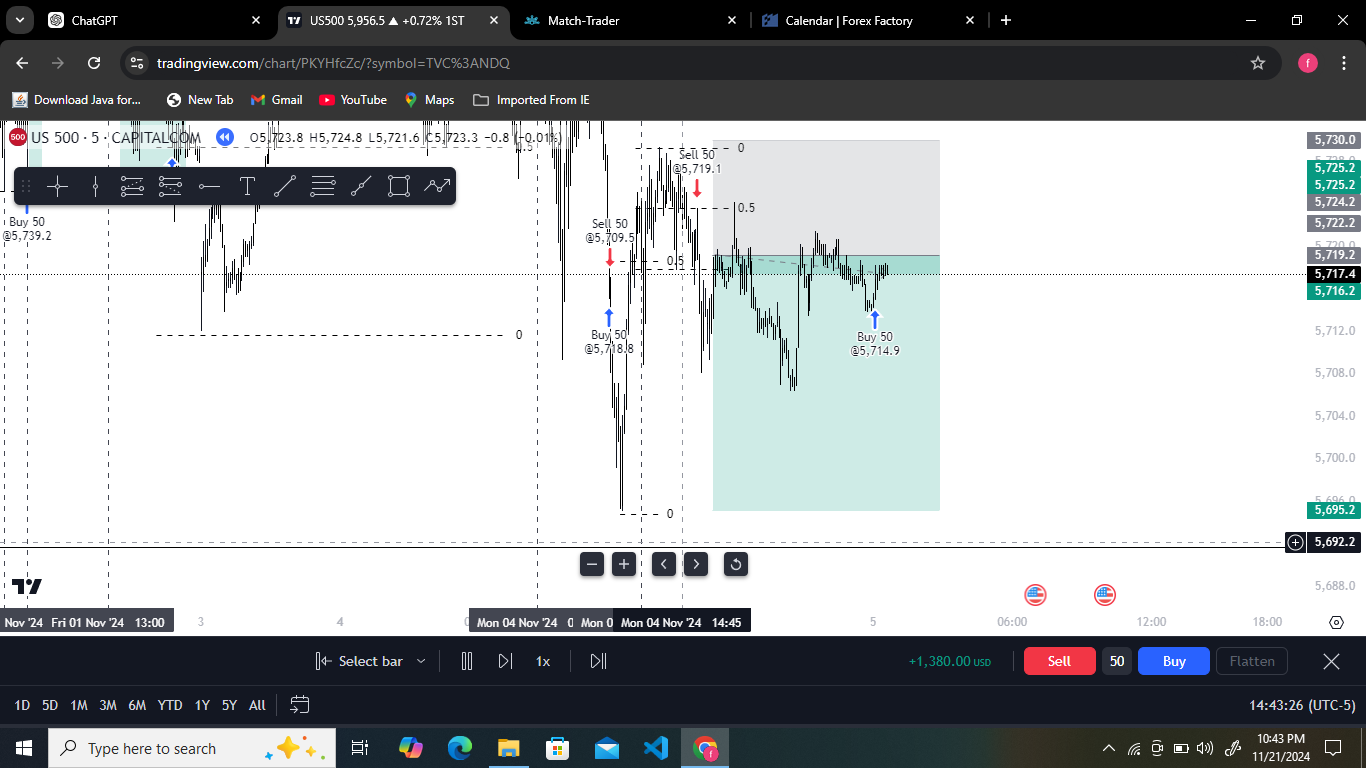 ChatGPT
US500 5,956.5 ▲ +0.72% 1ST
Match-Trader
Calendar | Forex Factory
tradingview.com/chart/PKYHfcZc/?symbol=TVC%3ANDQ
f
Download Java for...
New Tab
Gmail
YouTube
Maps
Imported From IE
500
US 500 · 5 · CAPITALCOM
O5,723.8 H5,724.8 L5,721.6 C5,723.3 −0.8 (−0.01%)
0.5
Buy 50
@5,739.2
0
Sell 50
@5,709.5
0.5
Buy 50
@5,718.8
0
Sell 50
@5,719.1
0
0.5
Buy 50
@5,714.9
5,730.0
5,725.2
5,725.2
5,724.2
5,722.2
5,720.0
5,719.2
5,717.4
5,716.2
5,712.0
5,708.0
5,704.0
5,700.0
5,696.0
5,695.2
5,692.2
5,688.0
Nov '24
Fri 01 Nov '24 13:00
3
4
Mon 04 Nov '24
Mon 04 Nov '24 14:45
5
06:00
12:00
18:00
Select bar
1x
+1,380.00 USD
Sell
50
Buy
Flatten
1D 5D 1M 3M 6M YTD 1Y 5Y All
14:43:26 (UTC-5)
Type here to search
f
10:43 PM
11/21/2024